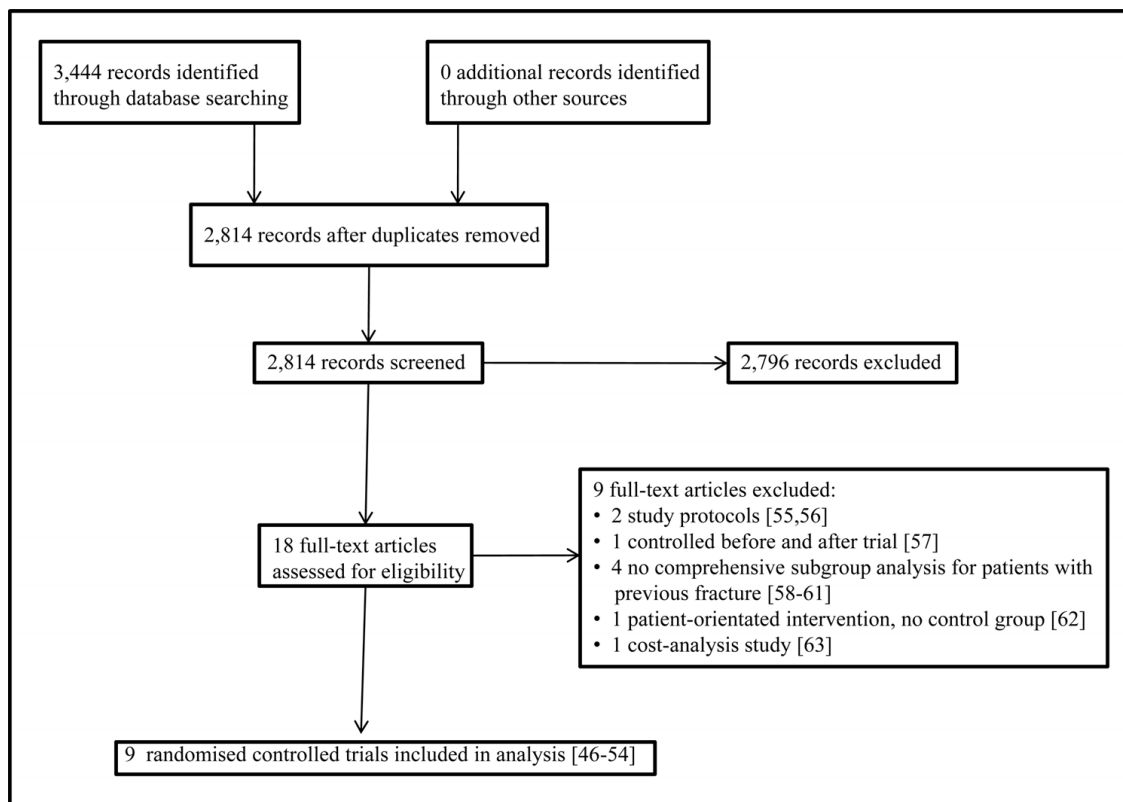 3,444 records identified
through database searching
0 additional records identified
through other sources
2,814 records after duplicates removed
2,814 records screened
2,796 records excluded
18 full-text articles
assessed for eligibility
9 full-text articles excluded:
• 2 study protocols [55,56]
• 1 controlled before and after trial [57]
• 4 no comprehensive subgroup analysis for patients with
previous fracture [58-61]
• 1 patient-orientated intervention, no control group [62]
• 1 cost-analysis study [63]
9 randomised controlled trials included in analysis [46-54]